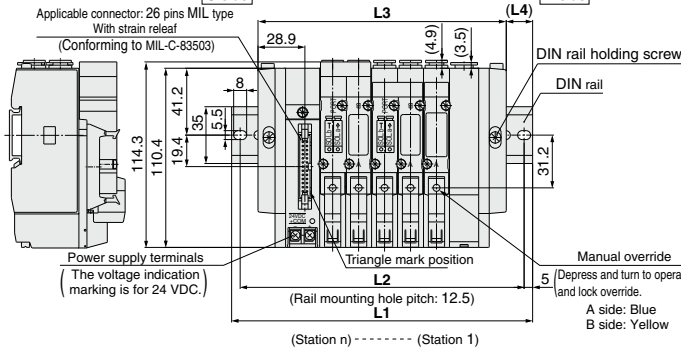 Applicable connector: 26 pins MIL type
With strain releaf
(Conforming to MIL-C-83503)
L3
(L4)
28.9
(4.9)
(3.5)
DIN rail holding screw
DIN rail
8
5.5
41.2
35
19.4
114.3
110.4
31.2
24VDC
+COM
A
B
A
B
A
Power supply terminals
(The voltage indication
marking is for 24 VDC.)
Triangle mark position
Manual override
(Depress and turn to opera
and lock override.
A side: Blue
B side: Yellow
L2
5
(Rail mounting hole pitch: 12.5)
L1
(Station n) -------- (Station 1)